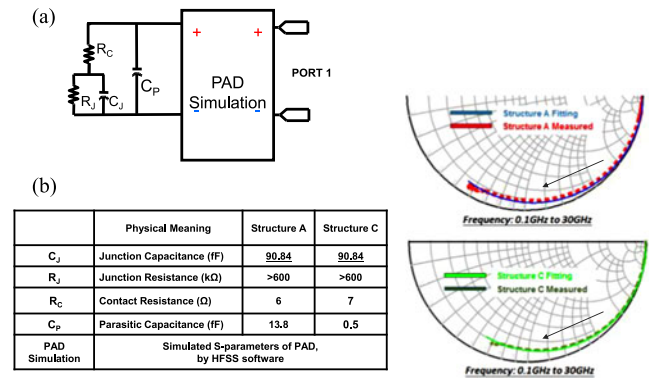 (a)
R_C
R_J
C_J
C_P
+ +
PAD
Simulation
- -
PORT 1
(b)
Physical Meaning Structure A Structure C
C_J Junction Capacitance (fF) 90.84 90.84
R_J Junction Resistance (kΩ) >600 >600
R_C Contact Resistance (Ω) 6 7
C_P Parasitic Capacitance (fF) 13.8 0.5
PAD
Simulation
Simulated S-parameters of PAD,
by HFSS software
Structure A Fitting
Structure A Measured
Frequency: 0.1GHz to 30GHz
Structure C Fitting
Structure C Measured
Frequency: 0.1GHz to 30GHz